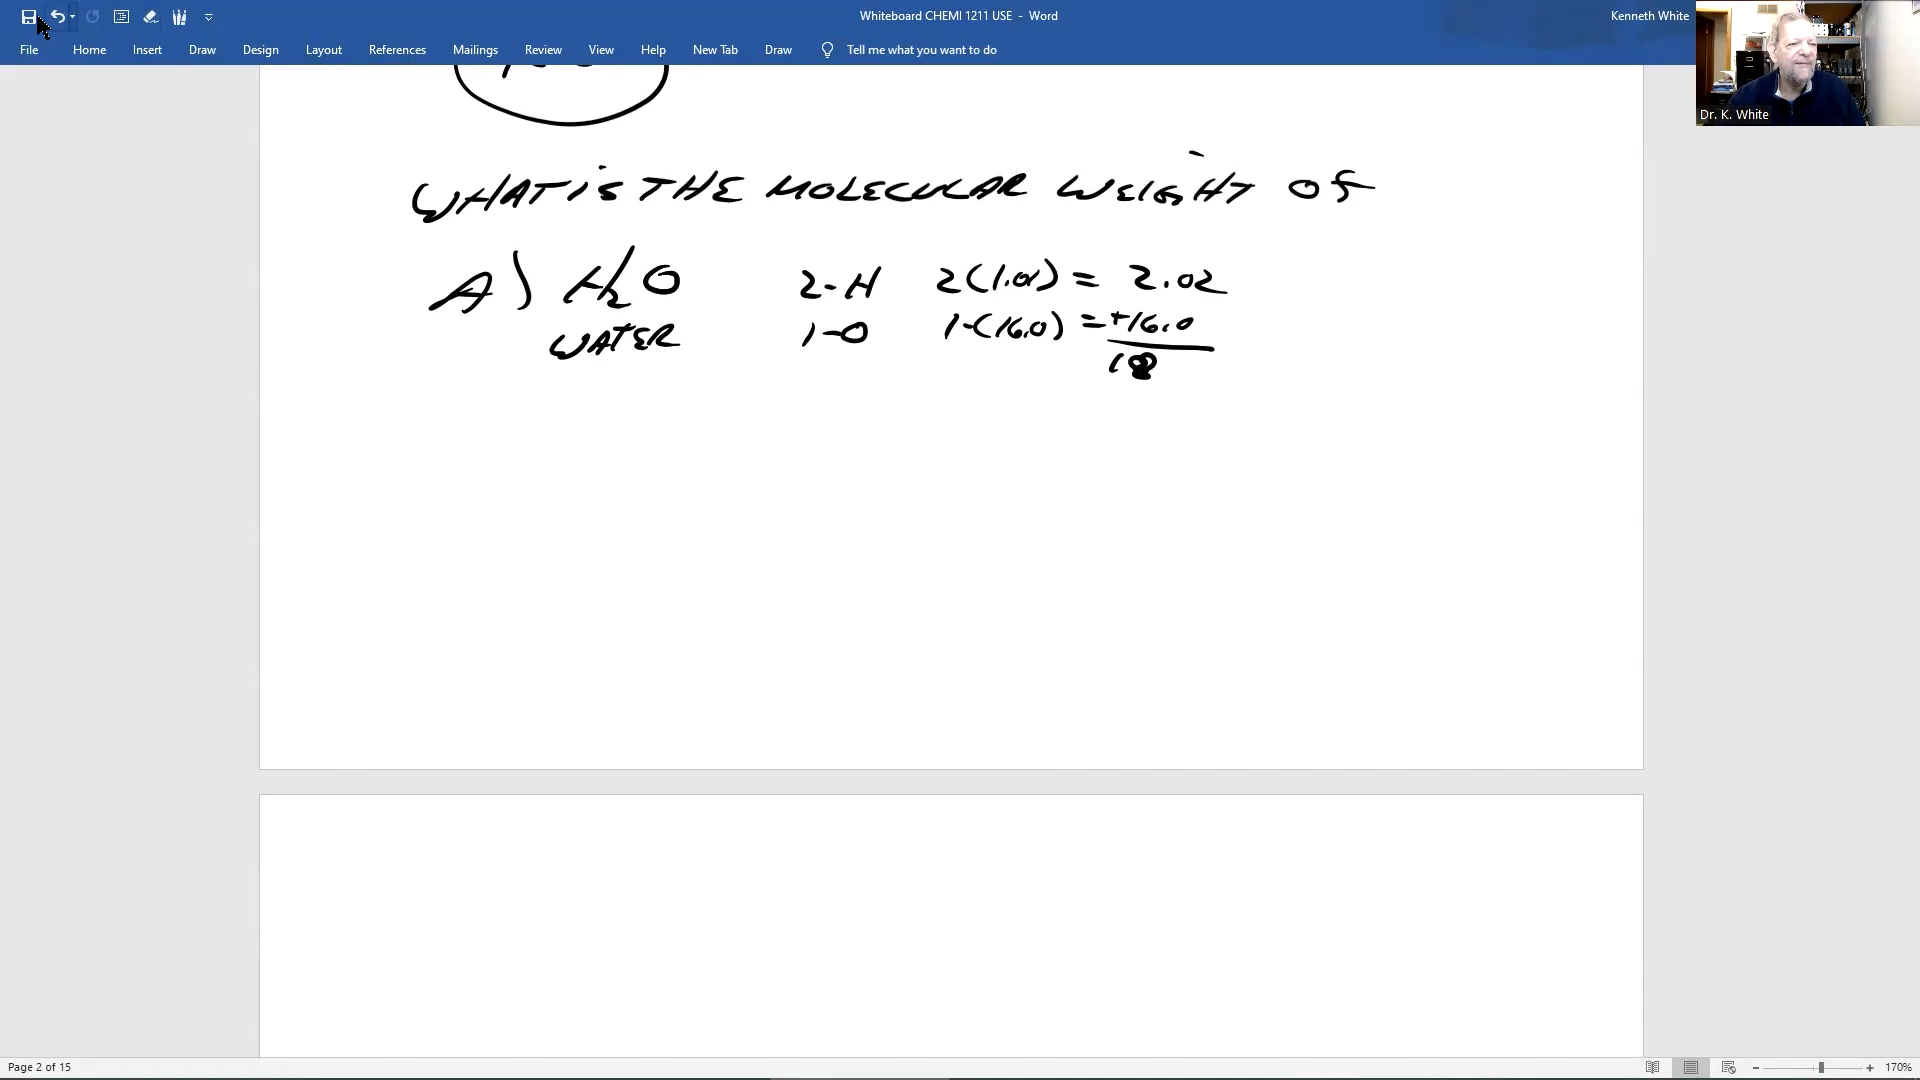 Whiteboard CHEMI 1211 USE - Word
Kenneth White
File Home Insert Draw Design Layout References Mailings Review View Help New Tab Draw Tell me what you want to do
Dr. K. White
WHAT IS THE MOLECULAR WEIGHT OF
A) H₂O 2-H 2(1.01) = 2.02
WATER 1-O 1-(16.0) = +16.0
18
Page 2 of 15
170%